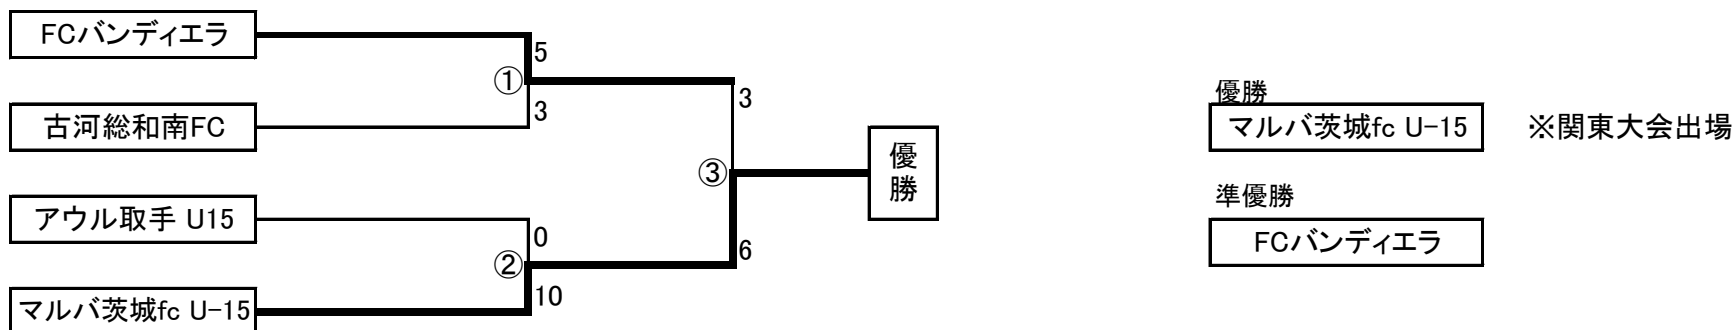 FCバンディエラ
5
①
3
古河総和南FC
3
優勝
③
アウル取手 U15
0
6
②
10
マルバ茨城fc U-15
優勝
マルバ茨城fc U-15 ※関東大会出場
準優勝
FCバンディエラ